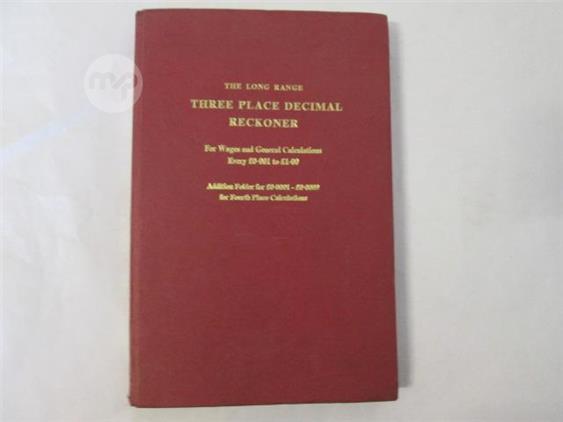 THE LONG RANGE
THREE PLACE DECIMAL
RECKONER
For Wages and General Calculations
Every £0·001 to £1·00
Addition Folder for £0·0001 - £0·0009
for Fourth Place Calculations